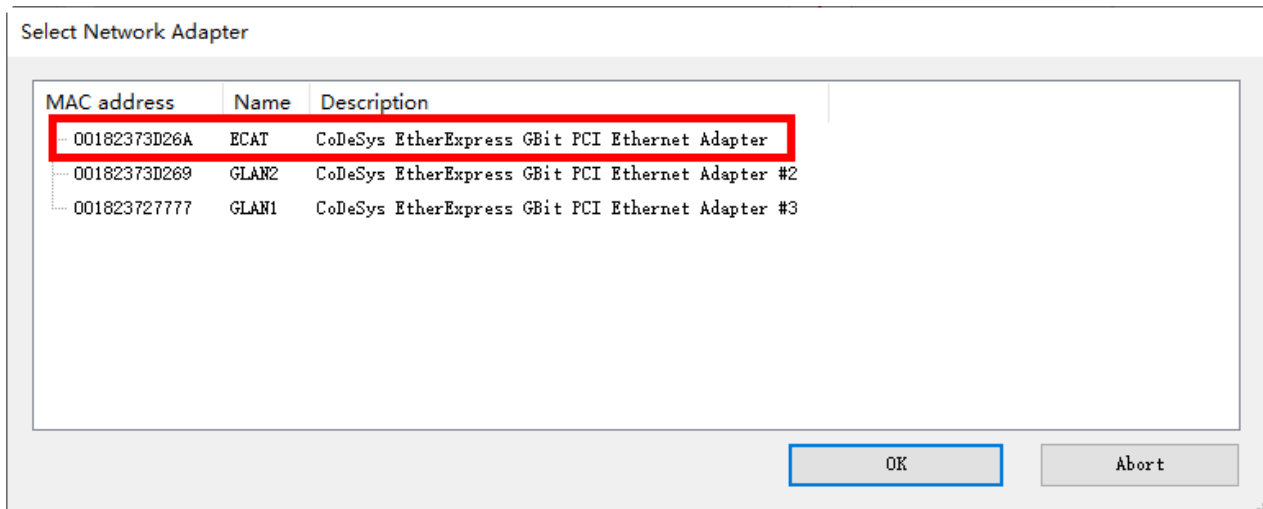 Select Network Adapter
MAC address Name Description
00182373D26A ECAT CoDeSys EtherExpress GBit PCI Ethernet Adapter
00182373D269 GLAN2 CoDeSys EtherExpress GBit PCI Ethernet Adapter #2
001823727777 GLAN1 CoDeSys EtherExpress GBit PCI Ethernet Adapter #3
OK Abort